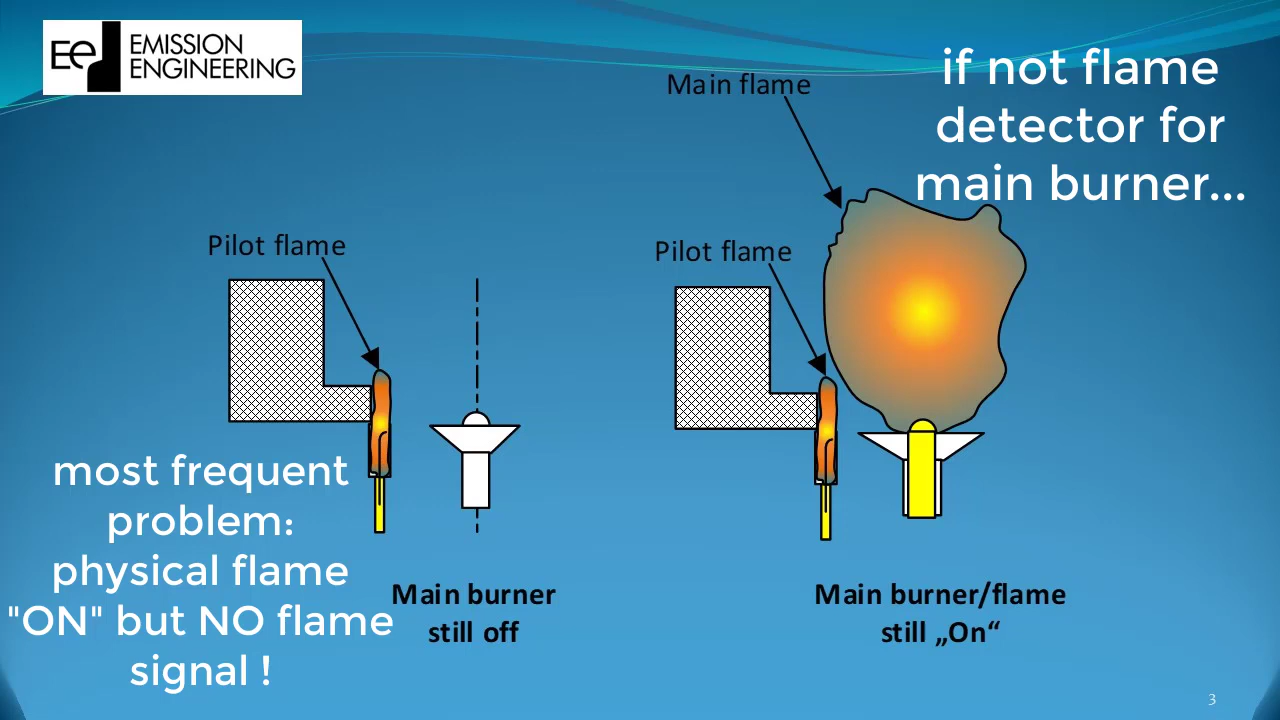 Ee
EMISSION
ENGINEERING
if not flame
detector for
main burner...
Main flame
Pilot flame
Pilot flame
most frequent
problem:
physical flame
"ON" but NO flame
signal !
Main burner
still off
Main burner/flame
still „On“
3